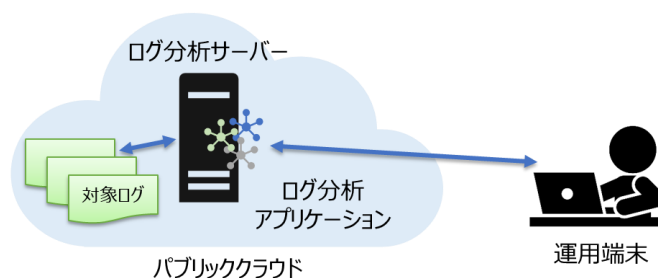 ログ分析サーバー
対象ログ
ログ分析
アプリケーション
運用端末
パブリッククラウド